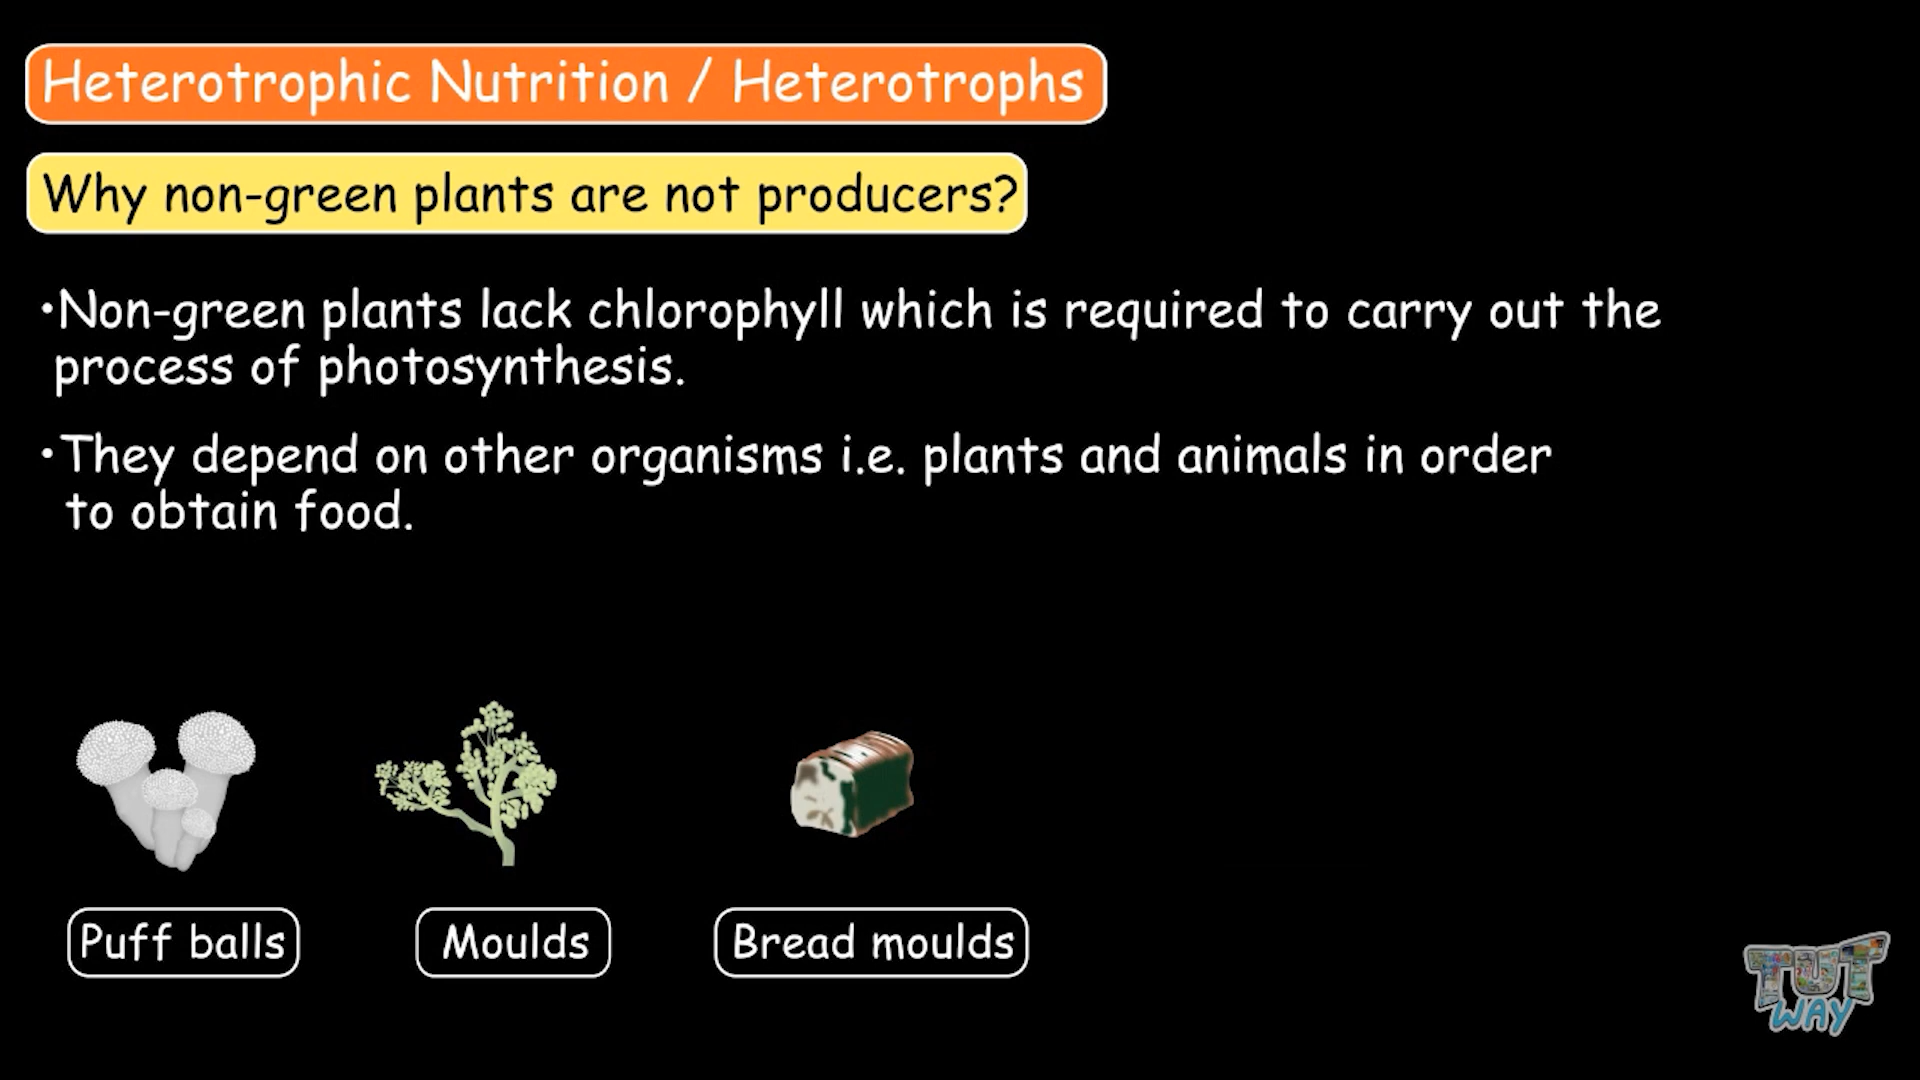 Heterotrophic Nutrition / Heterotrophs
Why non-green plants are not producers?
•Non-green plants lack chlorophyll which is required to carry out the
process of photosynthesis.
•They depend on other organisms i.e. plants and animals in order
to obtain food.
Puff balls
Moulds
Bread moulds
TUT
WAY